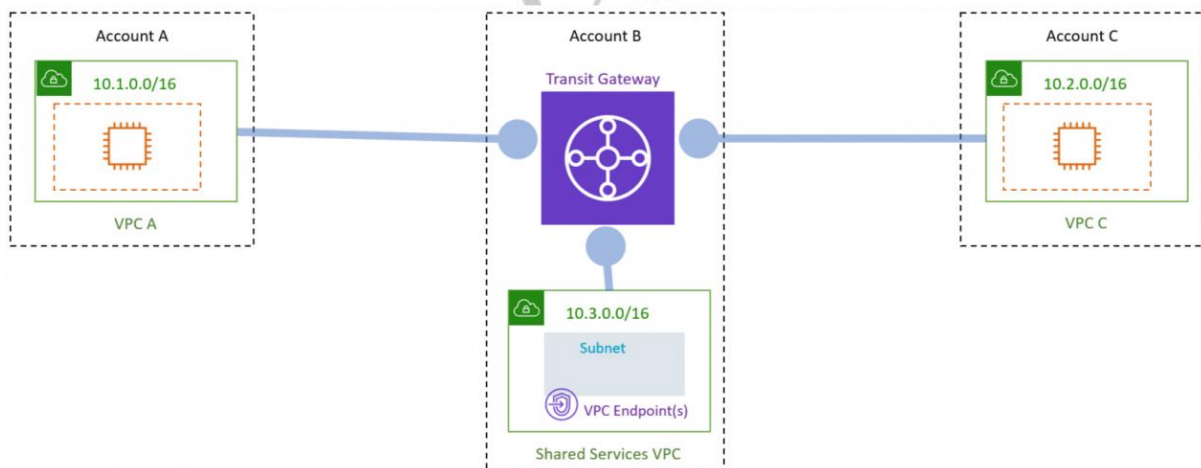 Account A
10.1.0.0/16
VPC A
Account B
Transit Gateway
10.3.0.0/16
Subnet
VPC Endpoint(s)
Shared Services VPC
Account C
10.2.0.0/16
VPC C